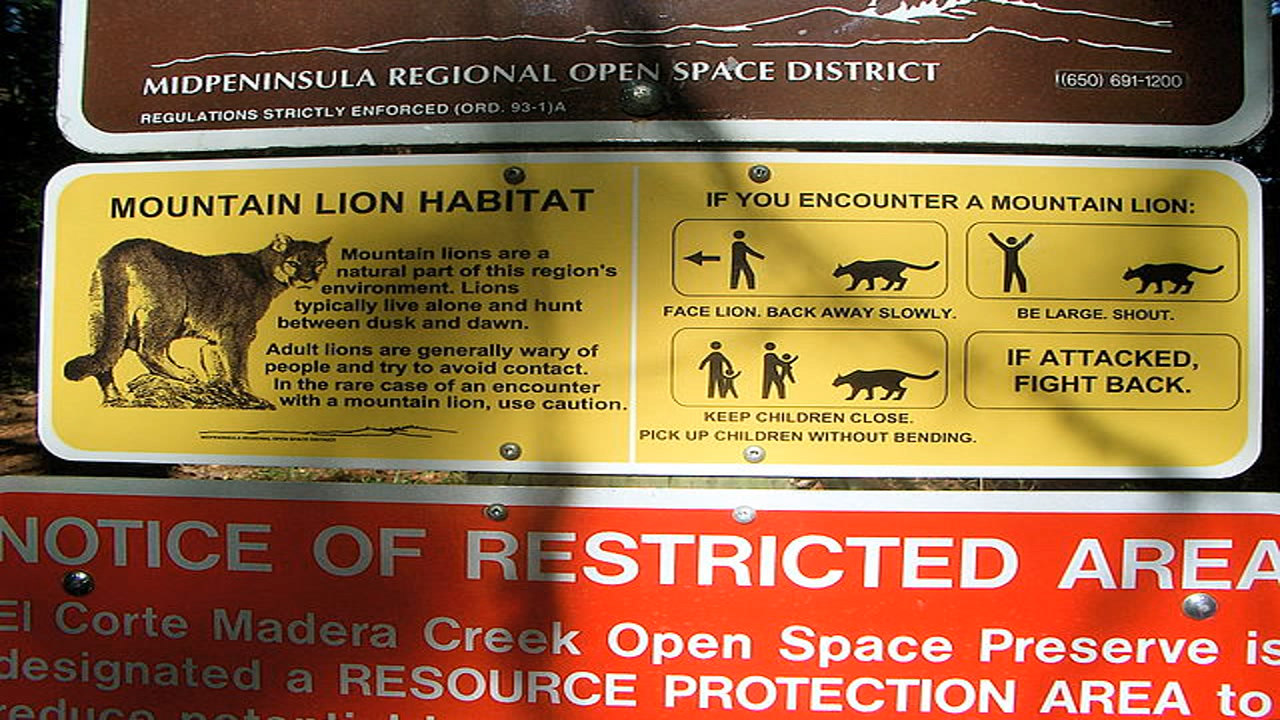 MIDPENINSULA REGIONAL OPEN SPACE DISTRICT
(650) 691-1200
REGULATIONS STRICTLY ENFORCED (ORD. 93-1)A
MOUNTAIN LION HABITAT
Mountain lions are a
natural part of this region's
environment. Lions
typically live alone and hunt
between dusk and dawn.
Adult lions are generally wary of
people and try to avoid contact.
In the rare case of an encounter
with a mountain lion, use caution.
MIDPENINSULA REGIONAL OPEN SPACE DISTRICT
IF YOU ENCOUNTER A MOUNTAIN LION:
FACE LION. BACK AWAY SLOWLY.
BE LARGE. SHOUT.
KEEP CHILDREN CLOSE.
PICK UP CHILDREN WITHOUT BENDING.
IF ATTACKED,
FIGHT BACK.
NOTICE OF RESTRICTED AREA
El Corte Madera Creek Open Space Preserve is
designated a RESOURCE PROTECTION AREA to
reduce potential